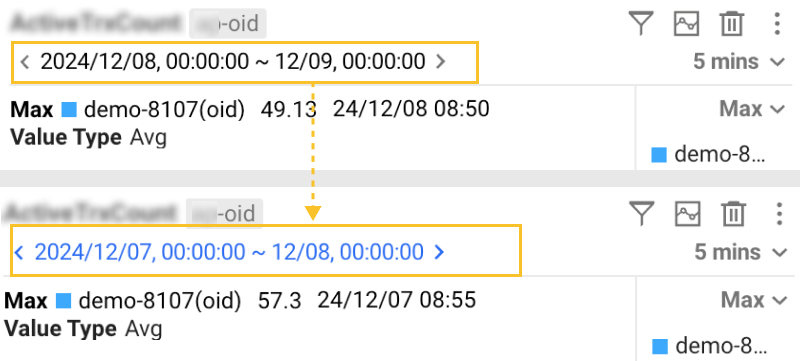 ActiveTrxCount -oid
< 2024/12/08, 00:00:00 ~ 12/09, 00:00:00 > 5 mins
Max demo-8107(oid) 49.13 24/12/08 08:50 Max
Value Type Avg
demo-8...
ActiveTrxCount -oid
< 2024/12/07, 00:00:00 ~ 12/08, 00:00:00 > 5 mins
Max demo-8107(oid) 57.3 24/12/07 08:55 Max
Value Type Avg
demo-8...